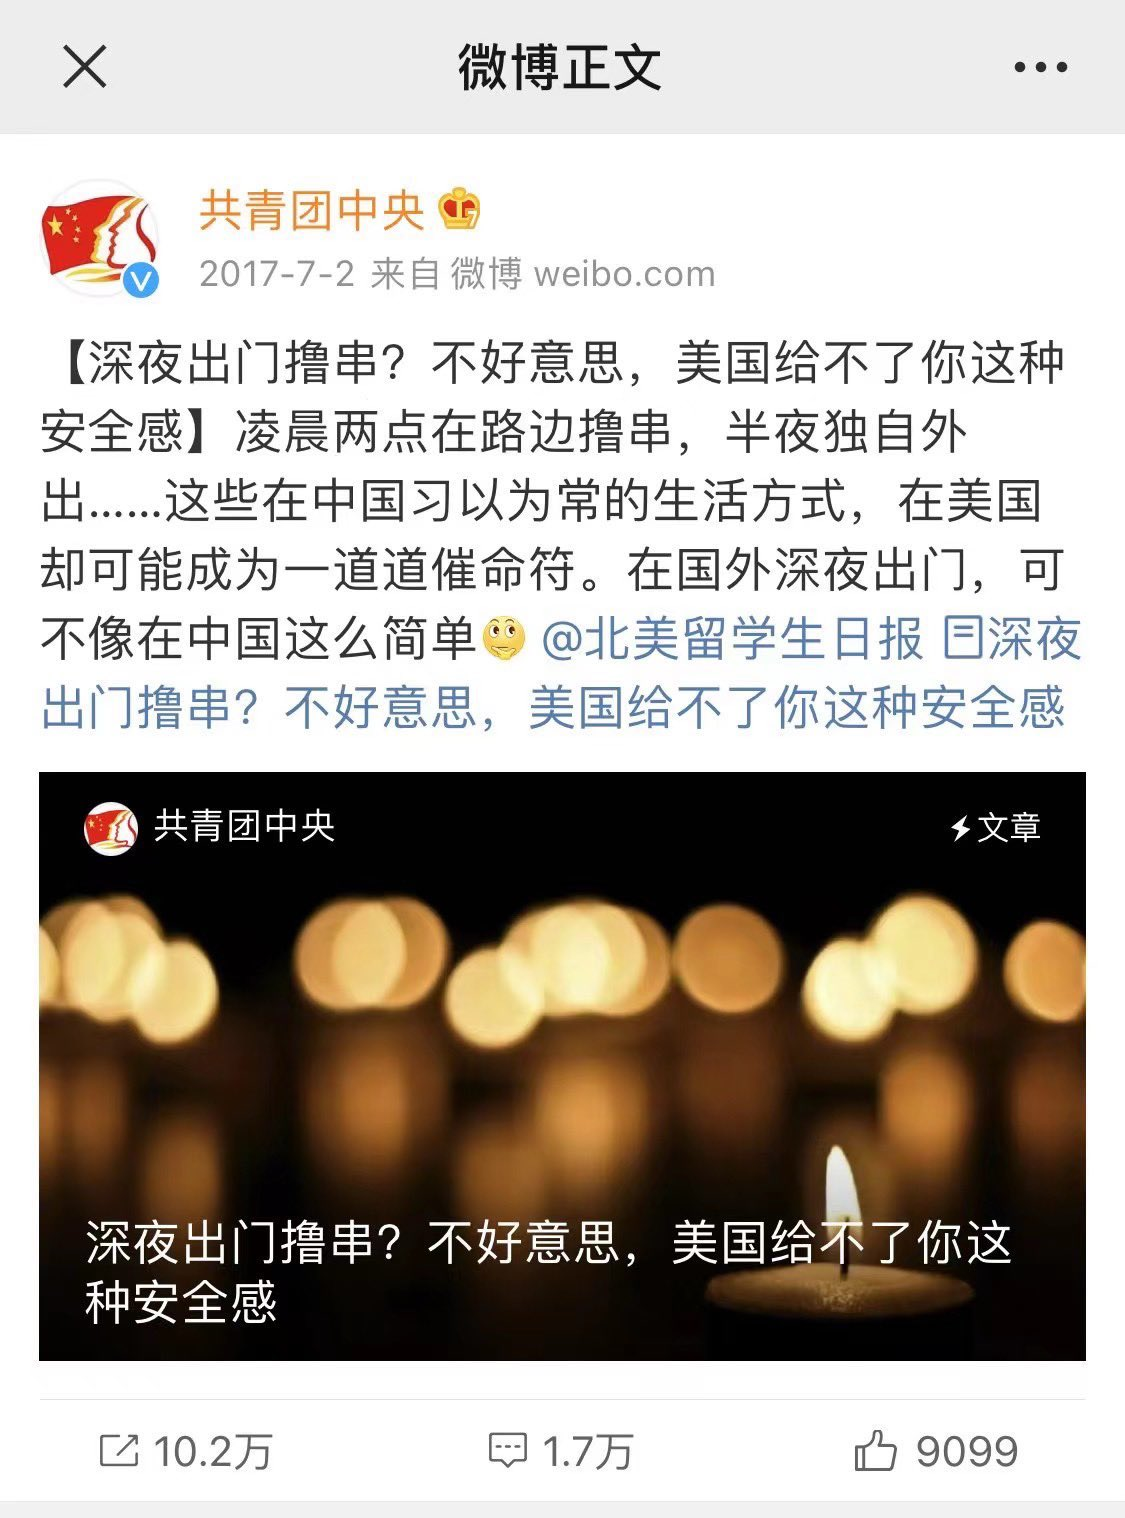 微博正文
共青团中央
2017-7-2 来自 微博 weibo.com
【深夜出门撸串？不好意思，美国给不了你这种
安全感】凌晨两点在路边撸串，半夜独自外
出……这些在中国习以为常的生活方式，在美国
却可能成为一道道催命符。在国外深夜出门，可
不像在中国这么简单 @北美留学生日报 深夜
出门撸串？不好意思，美国给不了你这种安全感
共青团中央 文章
深夜出门撸串？不好意思，美国给不了你这
种安全感
10.2万 1.7万 9099